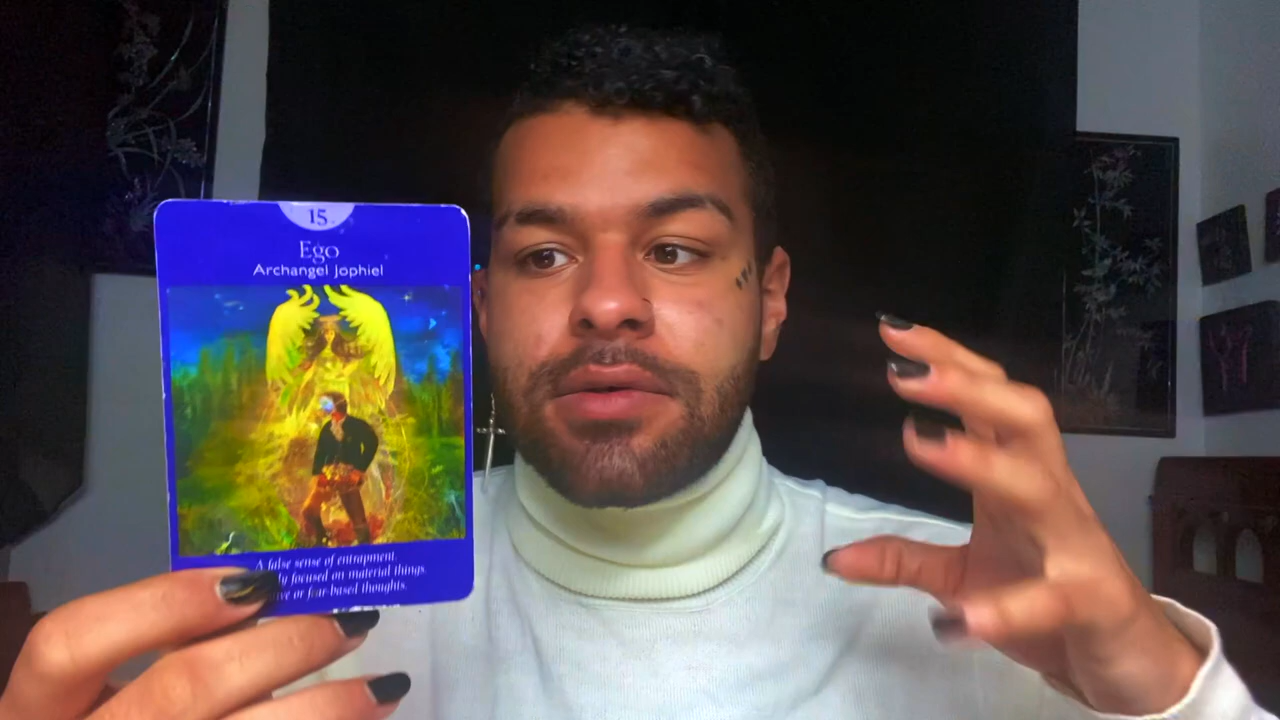 15
Ego
Archangel Jophiel
A false sense of entrapment.
focused on material things.
or fear-based thoughts.